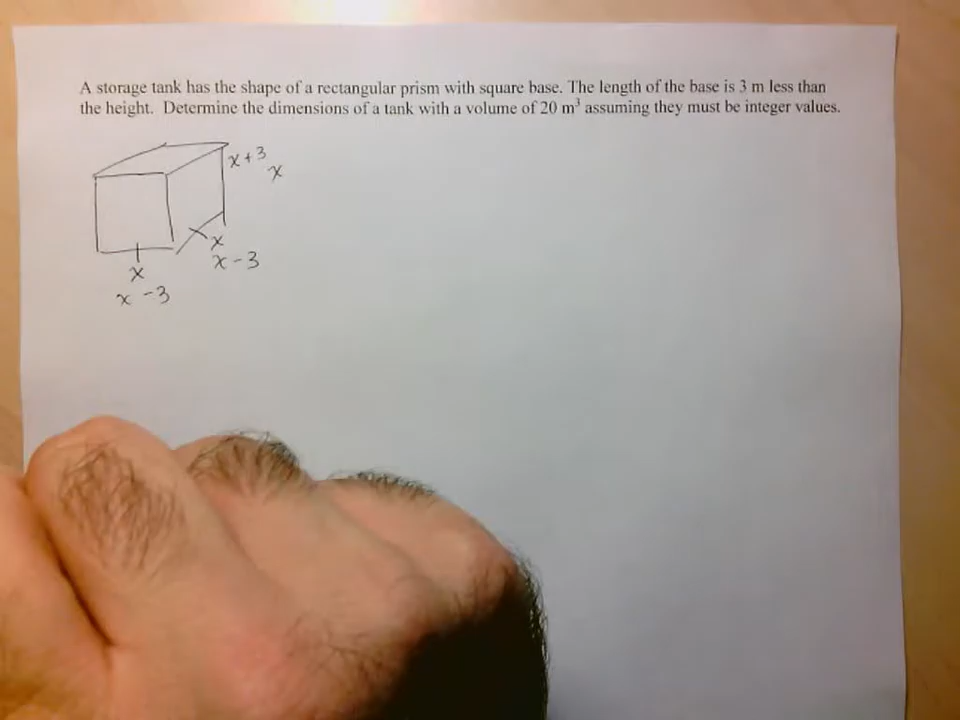 A storage tank has the shape of a rectangular prism with square base. The length of the base is 3 m less than
the height. Determine the dimensions of a tank with a volume of 20 m³ assuming they must be integer values.
x + 3
x
x
x - 3
x
x - 3